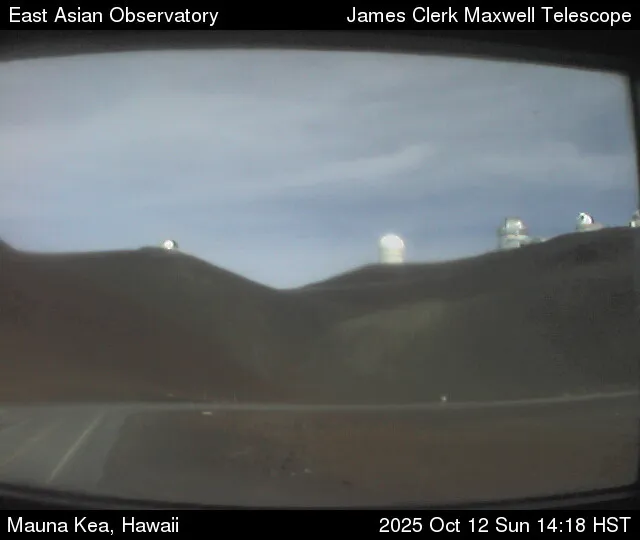 East Asian Observatory
James Clerk Maxwell Telescope
Mauna Kea, Hawaii
2025 Oct 12 Sun 14:18 HST